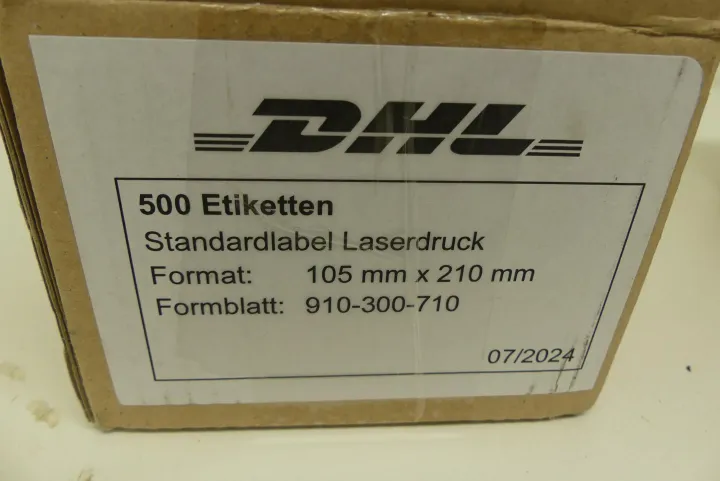 DHL
500 Etiketten
Standardlabel Laserdruck
Format: 105 mm x 210 mm
Formblatt: 910-300-710
07/2024